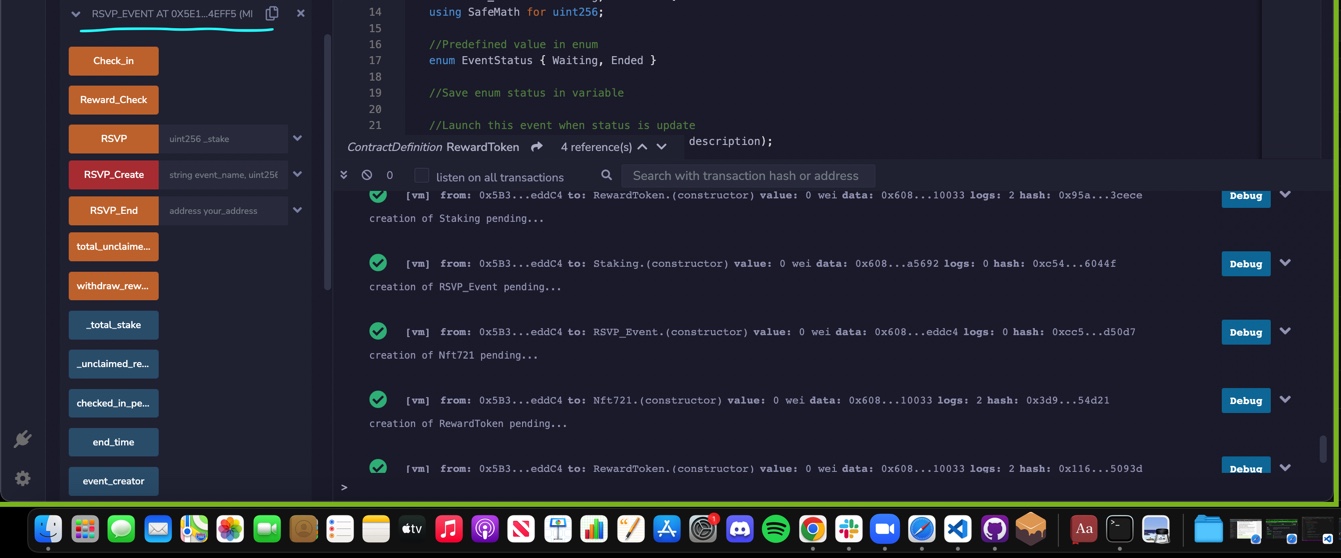 RSVP_EVENT AT 0X5E1...4EFF5 (MI
Check_in
Reward_Check
RSVP
uint256 _stake
RSVP_Create
string event_name, uint256
RSVP_End
address your_address
total_unclaime...
withdraw_rew...
_total_stake
_unclaimed_re...
checked_in_pe...
end_time
event_creator
14 using SafeMath for uint256;
15
16 //Predefined value in enum
17 enum EventStatus { Waiting, Ended }
18
19 //Save enum status in variable
20
21 //Launch this event when status is update
description);
ContractDefinition RewardToken 4 reference(s)
0 listen on all transactions Search with transaction hash or address
[vm] from: 0x5B3...eddC4 to: RewardToken.(constructor) value: 0 wei data: 0x608...10033 logs: 2 hash: 0x95a...3cece Debug
creation of Staking pending...
[vm] from: 0x5B3...eddC4 to: Staking.(constructor) value: 0 wei data: 0x608...a5692 logs: 0 hash: 0xc54...6044f Debug
creation of RSVP_Event pending...
[vm] from: 0x5B3...eddC4 to: RSVP_Event.(constructor) value: 0 wei data: 0x608...eddc4 logs: 0 hash: 0xcc5...d50d7 Debug
creation of Nft721 pending...
[vm] from: 0x5B3...eddC4 to: Nft721.(constructor) value: 0 wei data: 0x608...10033 logs: 2 hash: 0x3d9...54d21 Debug
creation of RewardToken pending...
[vm] from: 0x5B3...eddC4 to: RewardToken.(constructor) value: 0 wei data: 0x608...10033 logs: 2 hash: 0x116...5093d Debug
>
tv
1
Aa